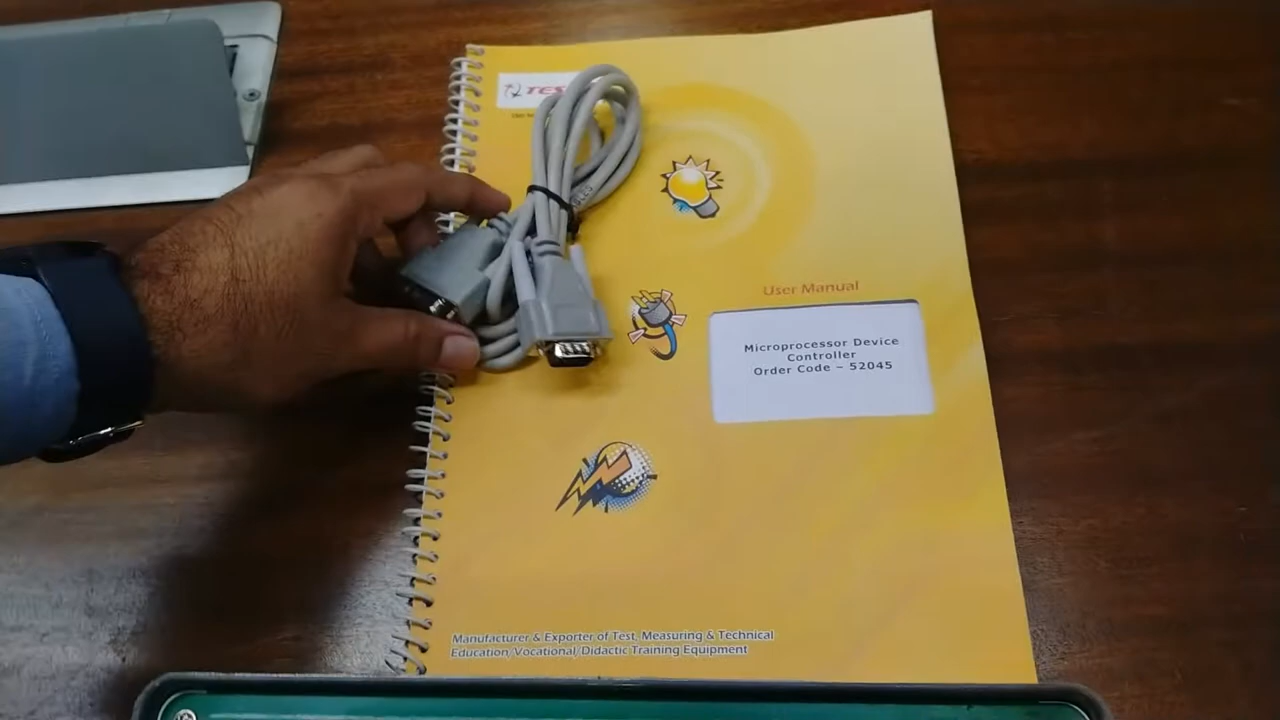 User Manual
Microprocessor Device
Controller
Order Code – 52045
Manufacturer & Exporter of Test, Measuring & Technical
Education/Vocational/Didactic Training Equipment